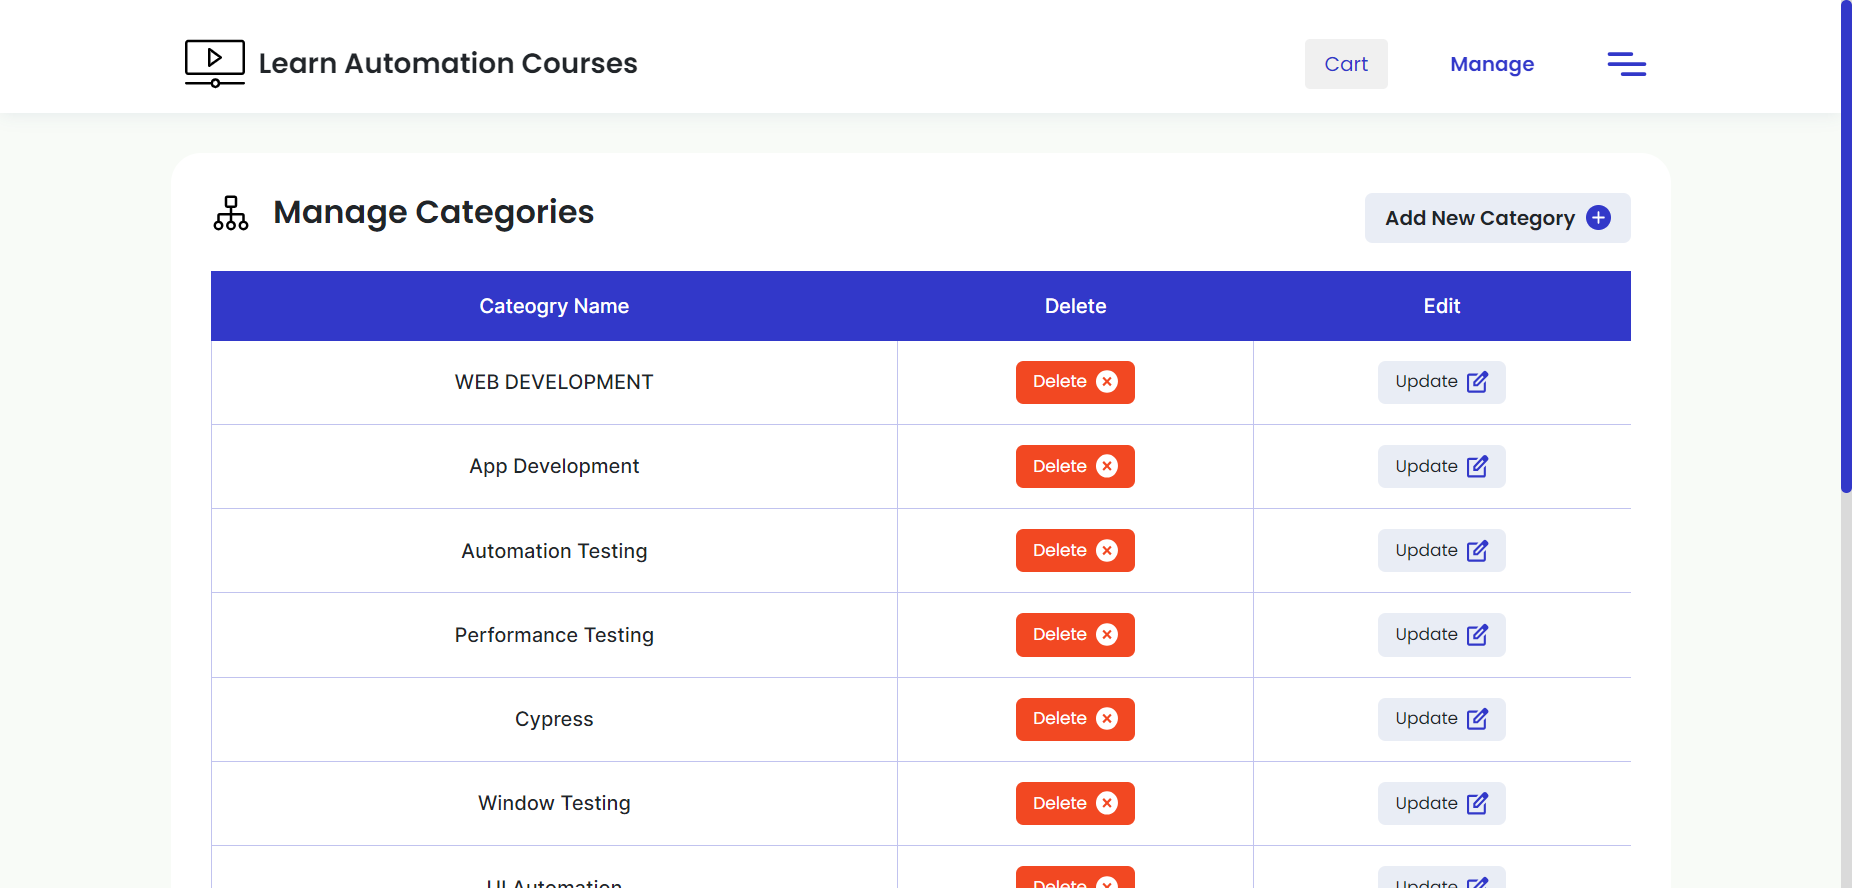 Learn Automation Courses
Cart
Manage
Manage Categories
Add New Category
Cateogry Name
Delete
Edit
WEB DEVELOPMENT
Delete
Update
App Development
Delete
Update
Automation Testing
Delete
Update
Performance Testing
Delete
Update
Cypress
Delete
Update
Window Testing
Delete
Update
UI Automation
Delete
Update